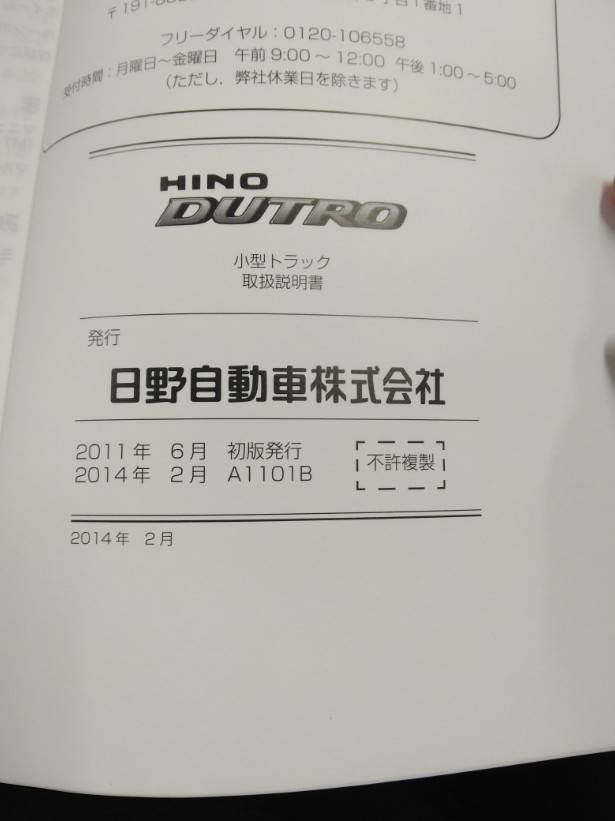 フリーダイヤル：0120-106558
受付時間：月曜日～金曜日 午前 9:00～12:00 午後 1:00～5:00
（ただし，弊社休業日を除きます）
HINO
DUTRO
小型トラック
取扱説明書
発行
日野自動車株式会社
2011年 6月 初版発行
2014年 2月 A1101B
不許複製
2014年 2月